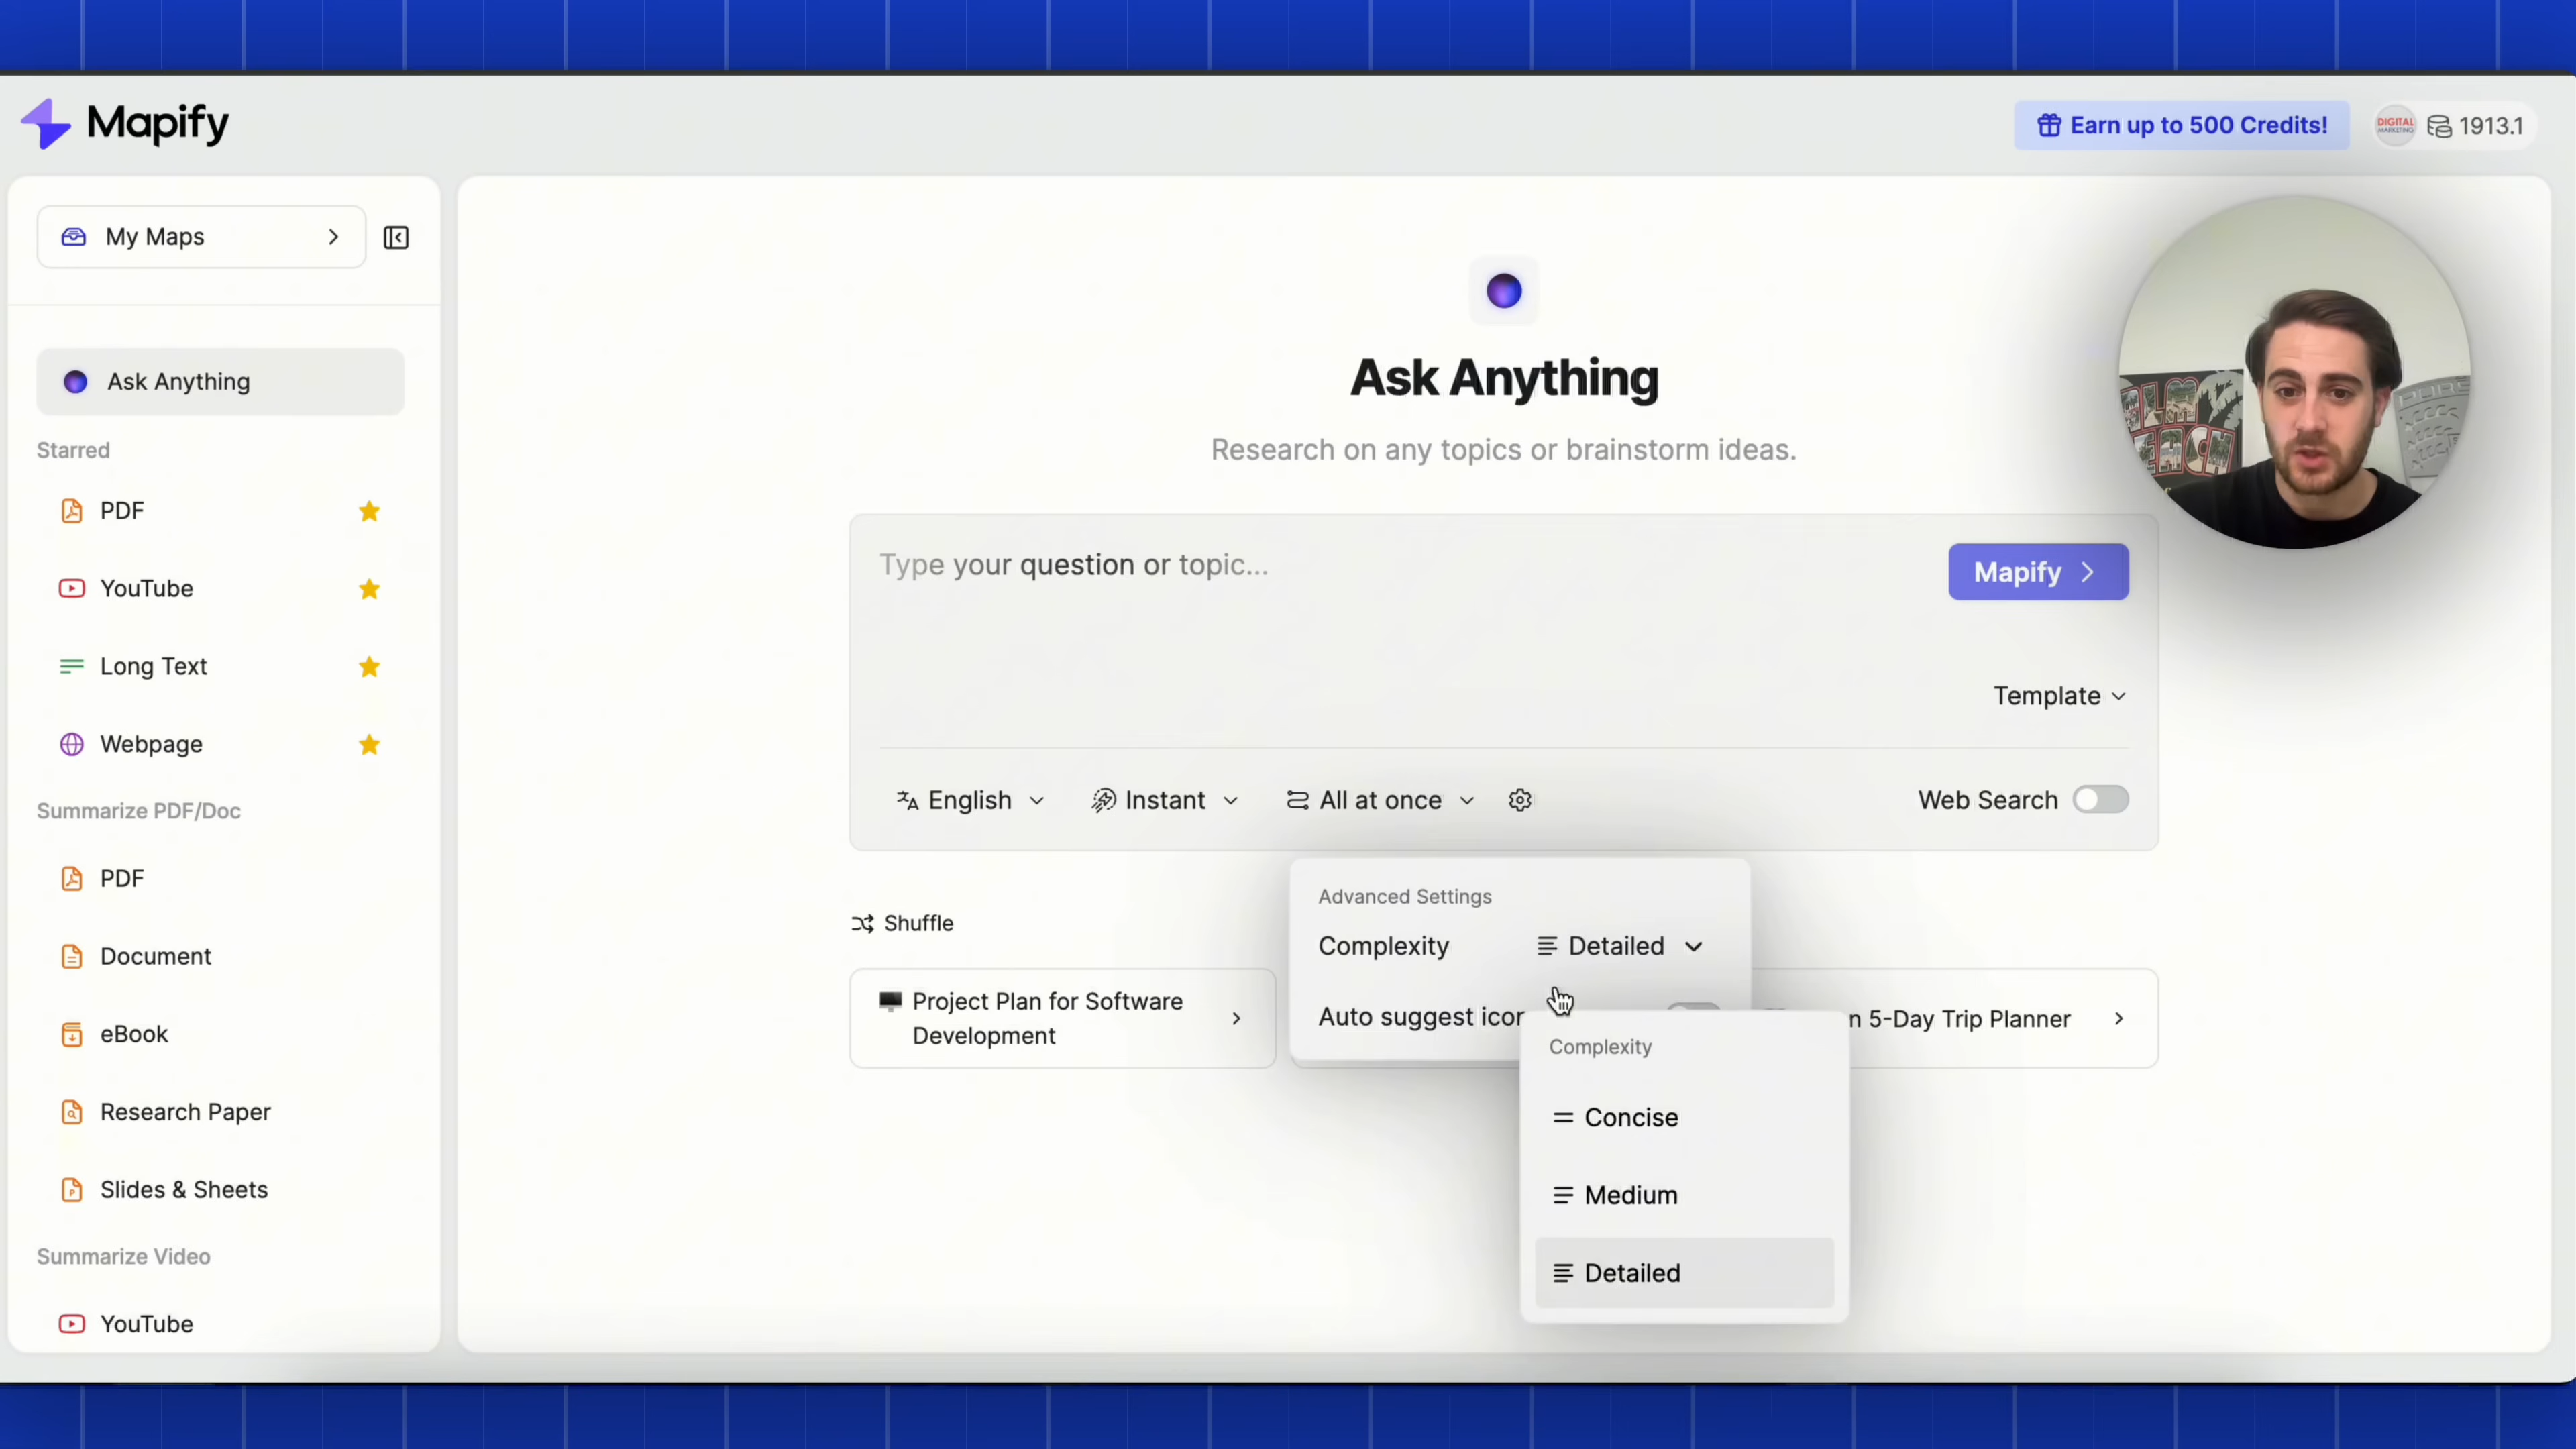 Mapify
Earn up to 500 Credits!
DIGITAL
MARKETING
1913.1
My Maps
Ask Anything
Starred
PDF
YouTube
Long Text
Webpage
Summarize PDF/Doc
PDF
Document
eBook
Research Paper
Slides & Sheets
Summarize Video
YouTube
Ask Anything
Research on any topics or brainstorm ideas.
Type your question or topic...
Mapify
Template
English
Instant
All at once
Web Search
Shuffle
Project Plan for Software
Development
Advanced Settings
Complexity
Detailed
Auto suggest icon
n 5-Day Trip Planner
Complexity
Concise
Medium
Detailed